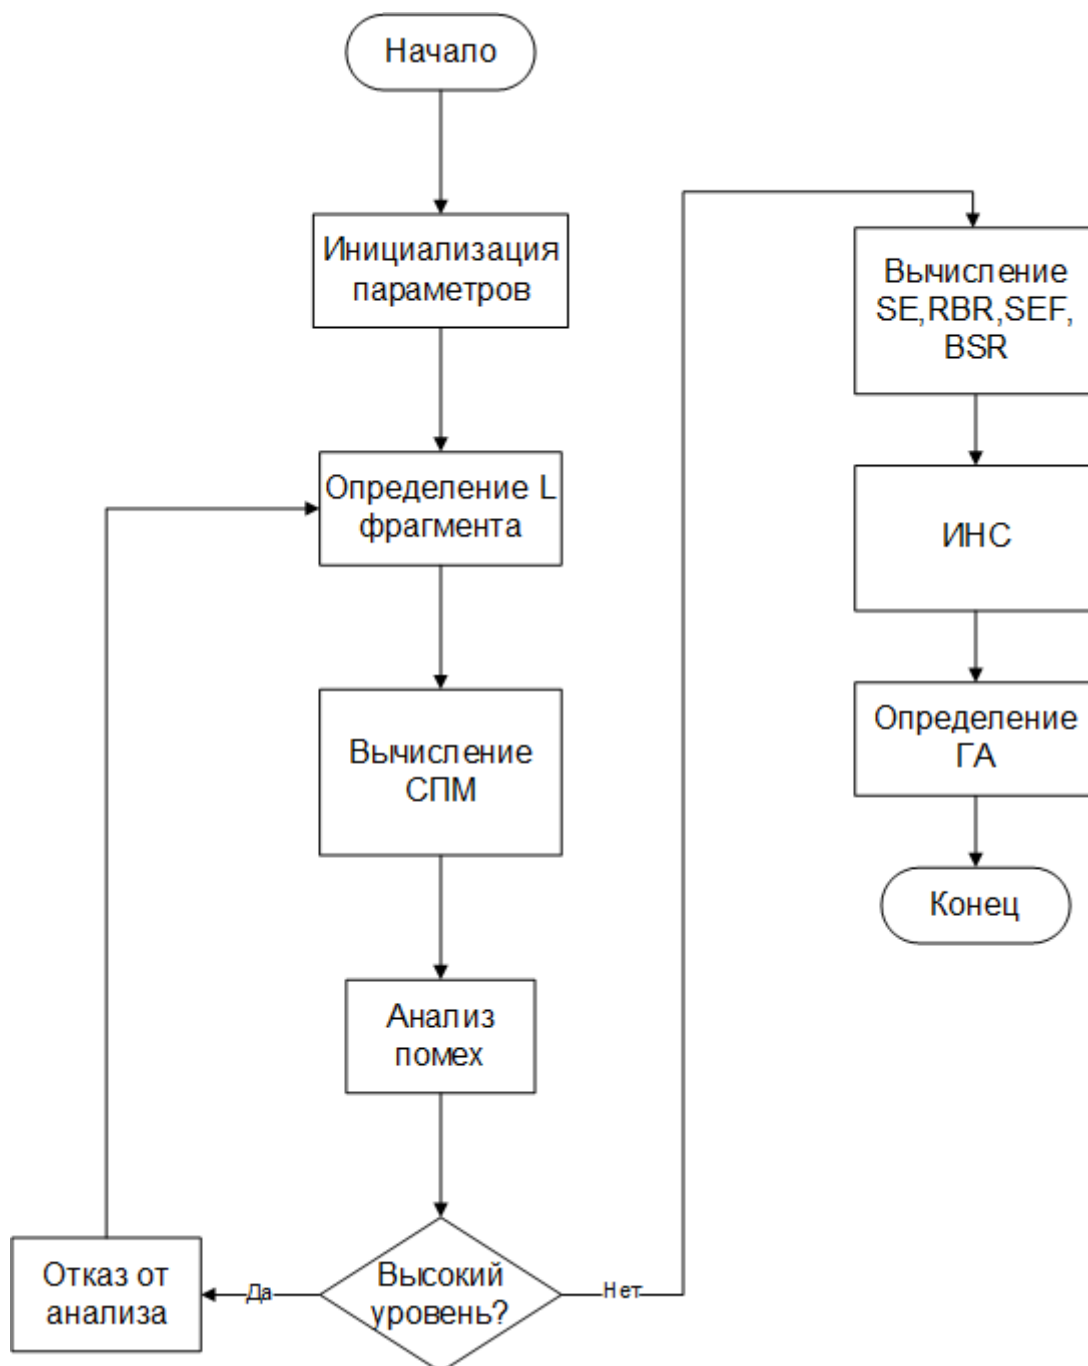 Начало
Инициализация
параметров
Определение L
фрагмента
Вычисление
СПМ
Анализ
помех
Высокий
уровень?
Да
Нет
Отказ от
анализа
Вычисление
SE,RBR,SEF,
BSR
ИНС
Определение
ГА
Конец